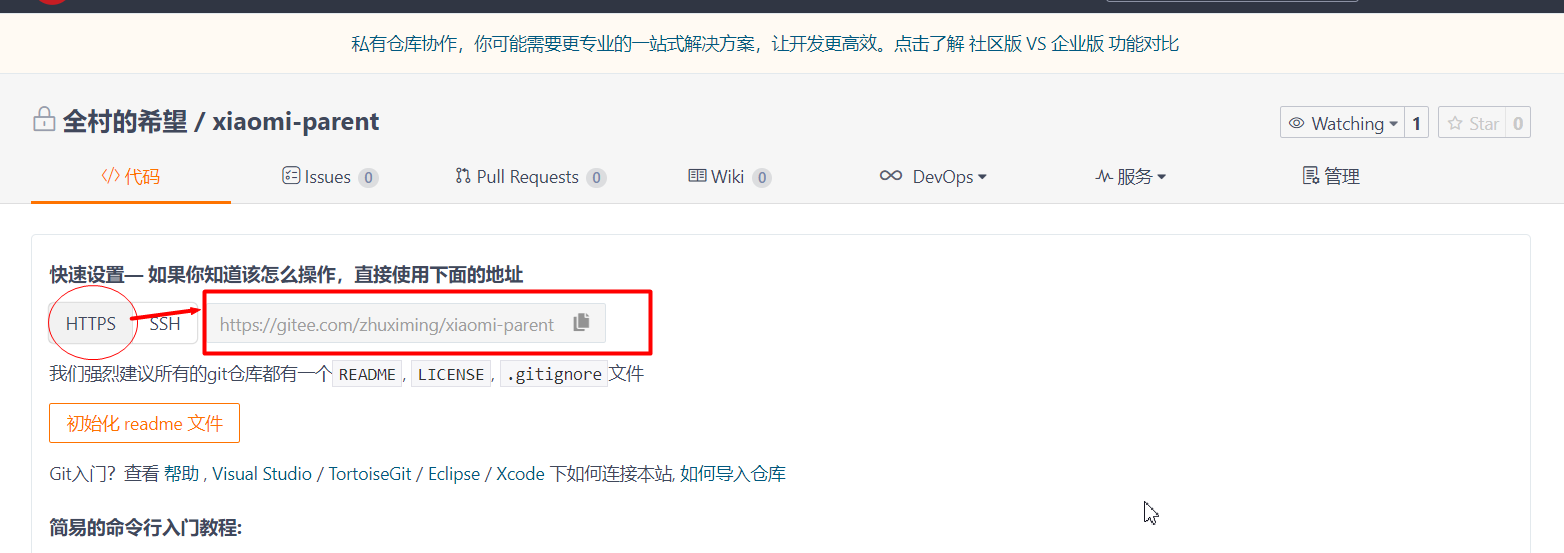 私有仓库协作，你可能需要更专业的一站式解决方案，让开发更高效。点击了解 社区版 VS 企业版 功能对比
全村的希望 / xiaomi-parent
Watching 1 Star 0
代码 Issues 0 Pull Requests 0 Wiki 0 DevOps 服务 管理
快速设置— 如果你知道该怎么操作，直接使用下面的地址
HTTPS SSH https://gitee.com/zhuximing/xiaomi-parent
我们强烈建议所有的git仓库都有一个 README, LICENSE, .gitignore 文件
初始化 readme 文件
Git入门？查看 帮助 , Visual Studio / TortoiseGit / Eclipse / Xcode 下如何连接本站, 如何导入仓库
简易的命令行入门教程: